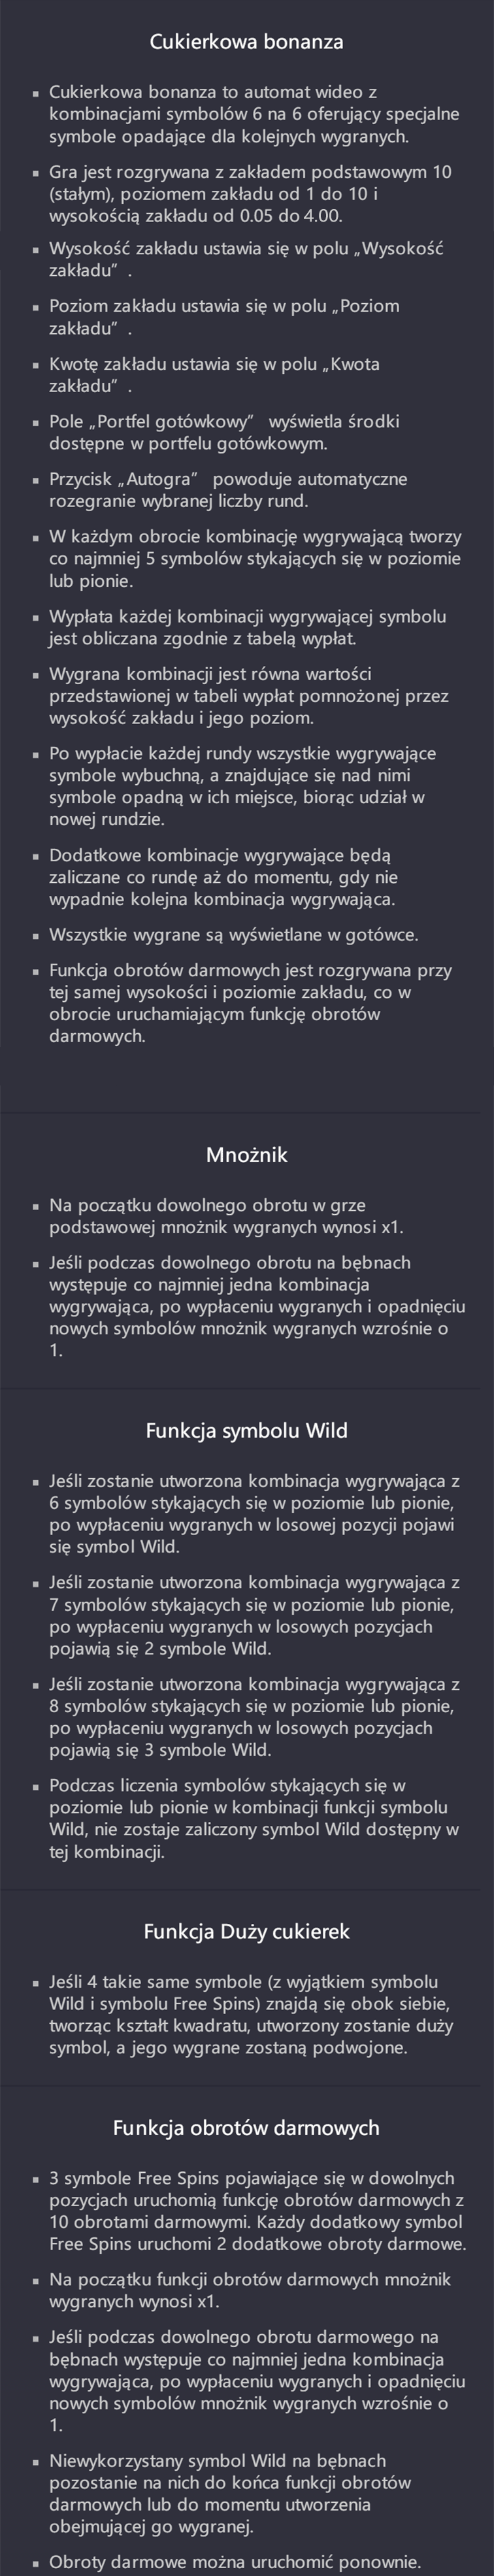 Cukierkowa bonanza
▪ Cukierkowa bonanza to automat wideo z
kombinacjami symbolów 6 na 6 oferujący specjalne
symbole opadające dla kolejnych wygranych.
▪ Gra jest rozgrywana z zakładem podstawowym 10
(stałym), poziomem zakładu od 1 do 10 i
wysokością zakładu od 0.05 do 4.00.
▪ Wysokość zakładu ustawia się w polu „Wysokość
zakładu” .
▪ Poziom zakładu ustawia się w polu „Poziom
zakładu” .
▪ Kwotę zakładu ustawia się w polu „Kwota
zakładu” .
▪ Pole „Portfel gotówkowy” wyświetla środki
dostępne w portfelu gotówkowym.
▪ Przycisk „Autogra” powoduje automatyczne
rozegranie wybranej liczby rund.
▪ W każdym obrocie kombinację wygrywającą tworzy
co najmniej 5 symbolów stykających się w poziomie
lub pionie.
▪ Wypłata każdej kombinacji wygrywającej symbolu
jest obliczana zgodnie z tabelą wypłat.
▪ Wygrana kombinacji jest równa wartości
przedstawionej w tabeli wypłat pomnożonej przez
wysokość zakładu i jego poziom.
▪ Po wypłacie każdej rundy wszystkie wygrywające
symbole wybuchną, a znajdujące się nad nimi
symbole opadną w ich miejsce, biorąc udział w
nowej rundzie.
▪ Dodatkowe kombinacje wygrywające będą
zaliczane co rundę aż do momentu, gdy nie
wypadnie kolejna kombinacja wygrywająca.
▪ Wszystkie wygrane są wyświetlane w gotówce.
▪ Funkcja obrotów darmowych jest rozgrywana przy
tej samej wysokości i poziomie zakładu, co w
obrocie uruchamiającym funkcję obrotów
darmowych.
Mnożnik
▪ Na początku dowolnego obrotu w grze
podstawowej mnożnik wygranych wynosi x1.
▪ Jeśli podczas dowolnego obrotu na bębnach
występuje co najmniej jedna kombinacja
wygrywająca, po wypłaceniu wygranych i opadnięciu
nowych symbolów mnożnik wygranych wzrośnie o
1.
Funkcja symbolu Wild
▪ Jeśli zostanie utworzona kombinacja wygrywająca z
6 symbolów stykających się w poziomie lub pionie,
po wypłaceniu wygranych w losowej pozycji pojawi
się symbol Wild.
▪ Jeśli zostanie utworzona kombinacja wygrywająca z
7 symbolów stykających się w poziomie lub pionie,
po wypłaceniu wygranych w losowych pozycjach
pojawią się 2 symbole Wild.
▪ Jeśli zostanie utworzona kombinacja wygrywająca z
8 symbolów stykających się w poziomie lub pionie,
po wypłaceniu wygranych w losowych pozycjach
pojawią się 3 symbole Wild.
▪ Podczas liczenia symbolów stykających się w
poziomie lub pionie w kombinacji funkcji symbolu
Wild, nie zostaje zaliczony symbol Wild dostępny w
tej kombinacji.
Funkcja Duży cukierek
▪ Jeśli 4 takie same symbole (z wyjątkiem symbolu
Wild i symbolu Free Spins) znajdą się obok siebie,
tworząc kształt kwadratu, utworzony zostanie duży
symbol, a jego wygrane zostaną podwojone.
Funkcja obrotów darmowych
▪ 3 symbole Free Spins pojawiające się w dowolnych
pozycjach uruchomią funkcję obrotów darmowych z
10 obrotami darmowymi. Każdy dodatkowy symbol
Free Spins uruchomi 2 dodatkowe obroty darmowe.
▪ Na początku funkcji obrotów darmowych mnożnik
wygranych wynosi x1.
▪ Jeśli podczas dowolnego obrotu darmowego na
bębnach występuje co najmniej jedna kombinacja
wygrywająca, po wypłaceniu wygranych i opadnięciu
nowych symbolów mnożnik wygranych wzrośnie o
1.
▪ Niewykorzystany symbol Wild na bębnach
pozostanie na nich do końca funkcji obrotów
darmowych lub do momentu utworzenia
obejmującej go wygranej.
▪ Obroty darmowe można uruchomić ponownie.